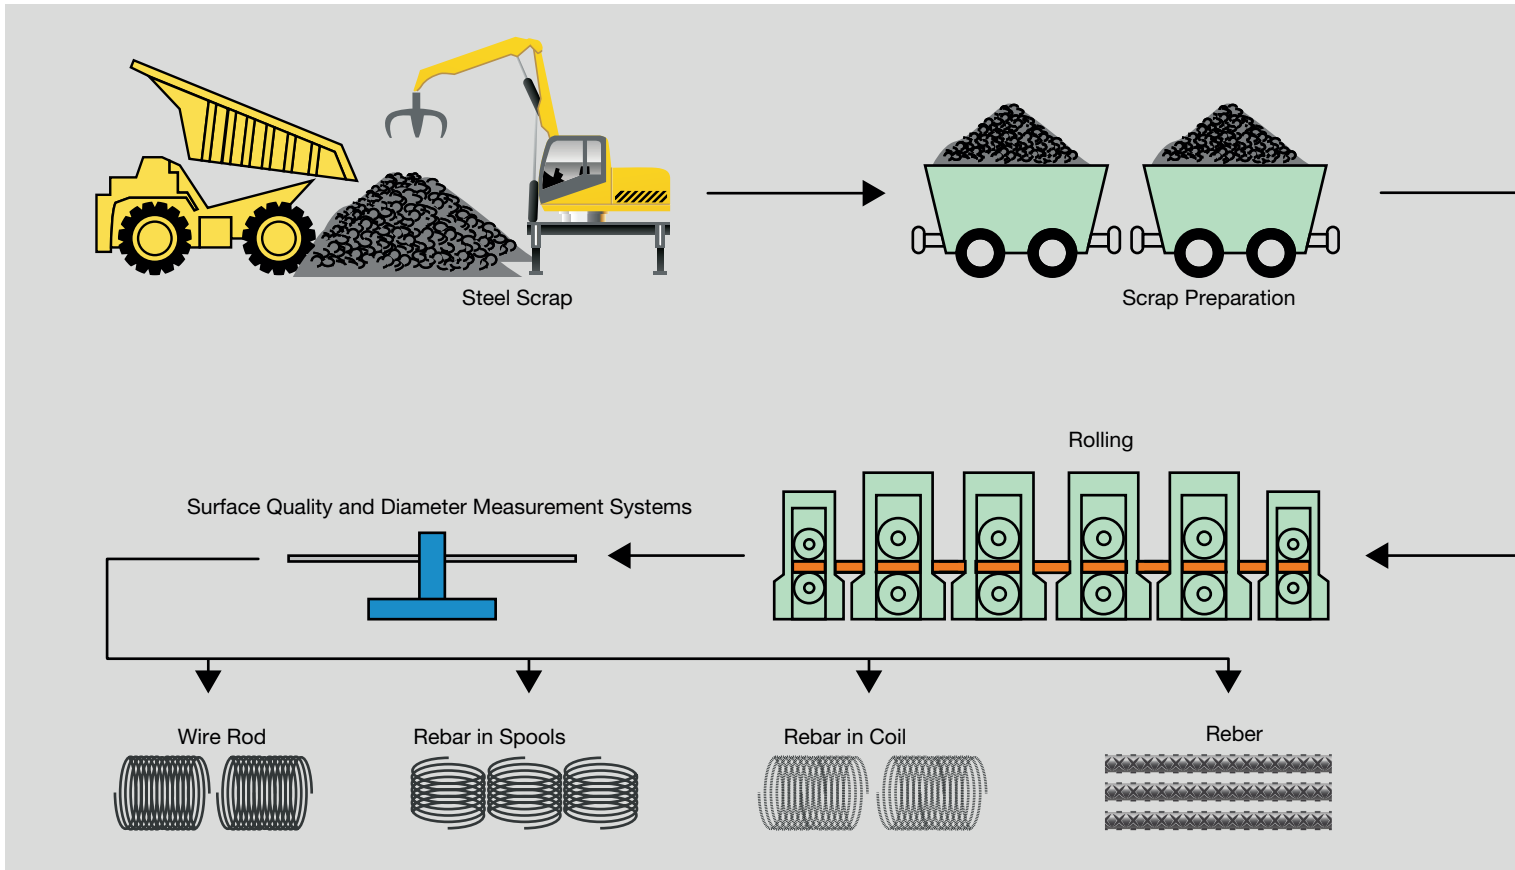 Steel Scrap
Scrap Preparation
Rolling
Surface Quality and Diameter Measurement Systems
Wire Rod
Rebar in Spools
Rebar in Coil
Reber